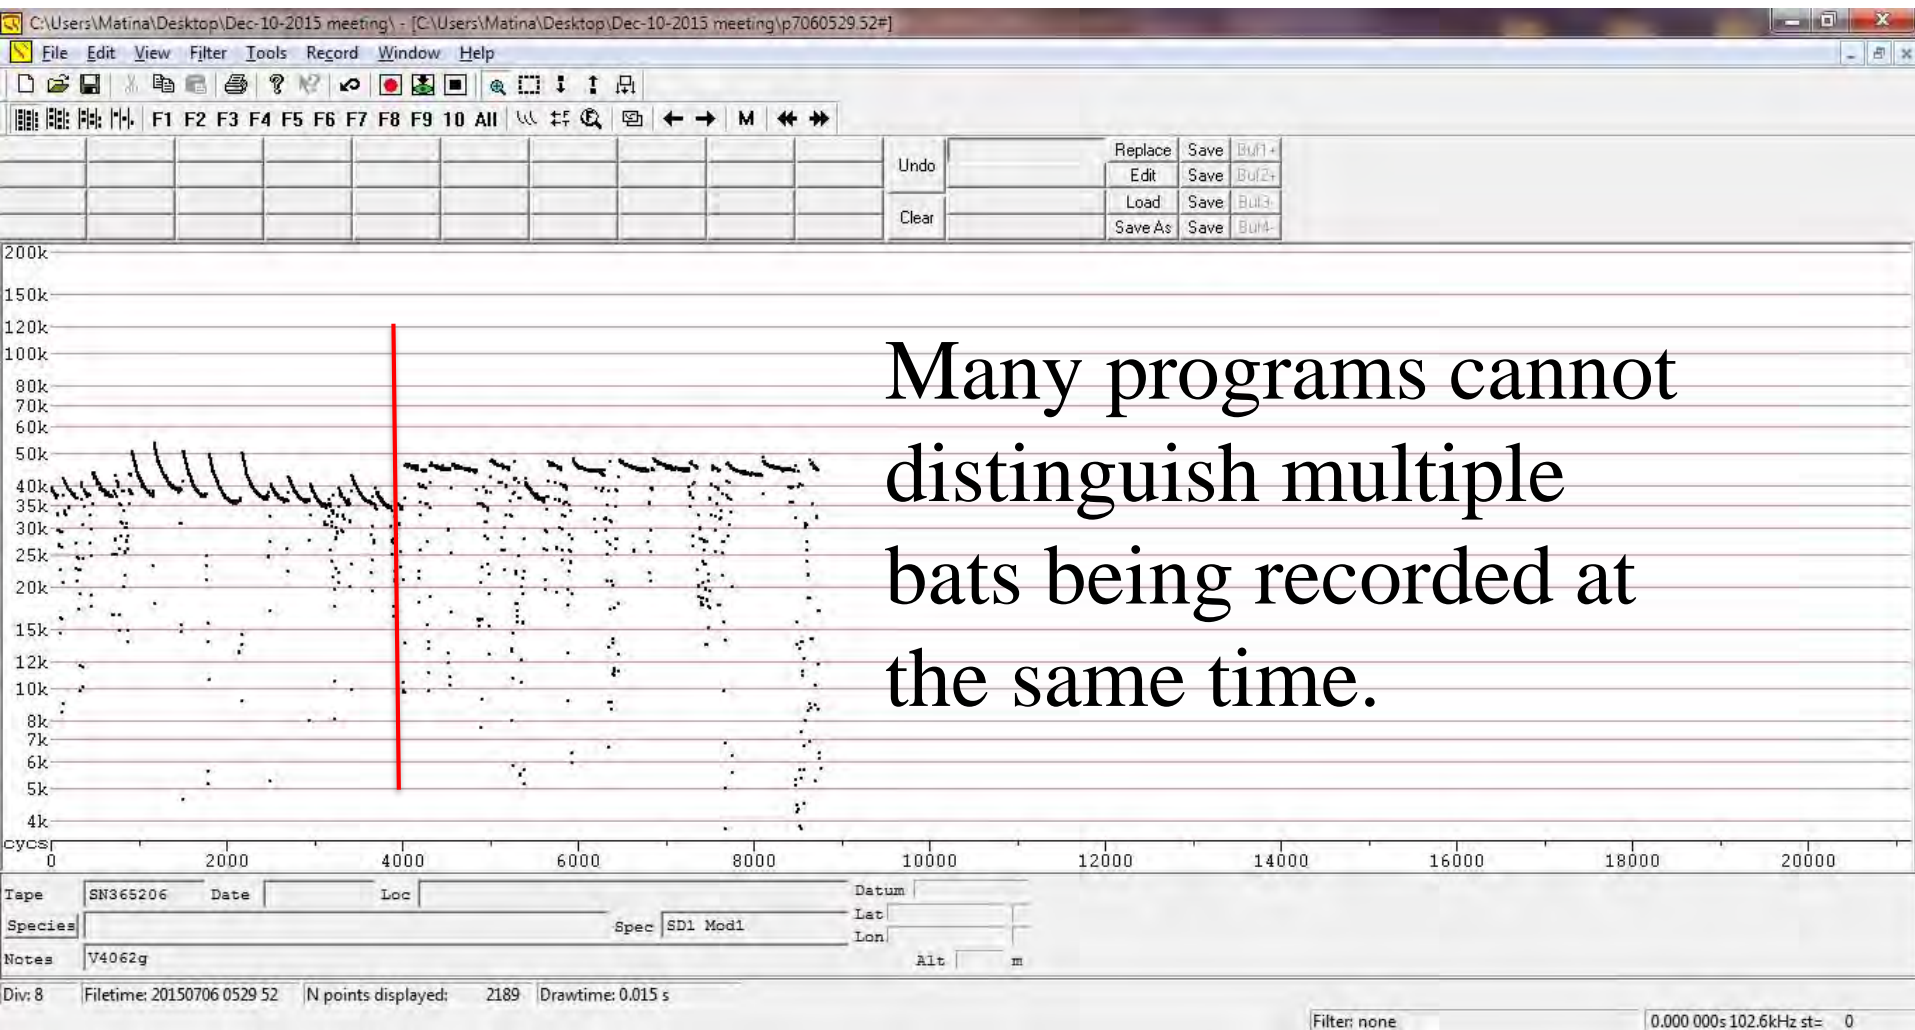 C:\Users\Matina\Desktop\Dec-10-2015 meeting\ - [C:\Users\Matina\Desktop\Dec-10-2015 meeting\p7060529.52#]
File Edit View Filter Tools Record Window Help
F1 F2 F3 F4 F5 F6 F7 F8 F9 10 All M
Undo Replace Save Buf1+
Edit Save Buf2+
Clear Load Save Buf3-
Save As Save Buf4-
200k
150k
120k
100k
80k
70k
60k
50k
40k
35k
30k
25k
20k
15k
12k
10k
8k
7k
6k
5k
4k
Many programs cannot
distinguish multiple
bats being recorded at
the same time.
cycs
0 2000 4000 6000 8000 10000 12000 14000 16000 18000 20000
Tape SN365206 Date Loc Datum
Species Spec SD1 Mod1 Lat
Lon
Notes V4062g Alt m
Div: 8 Filetime: 20150706 0529 52 N points displayed: 2189 Drawtime: 0.015 s
Filter: none 0.000 000s 102.6kHz st= 0